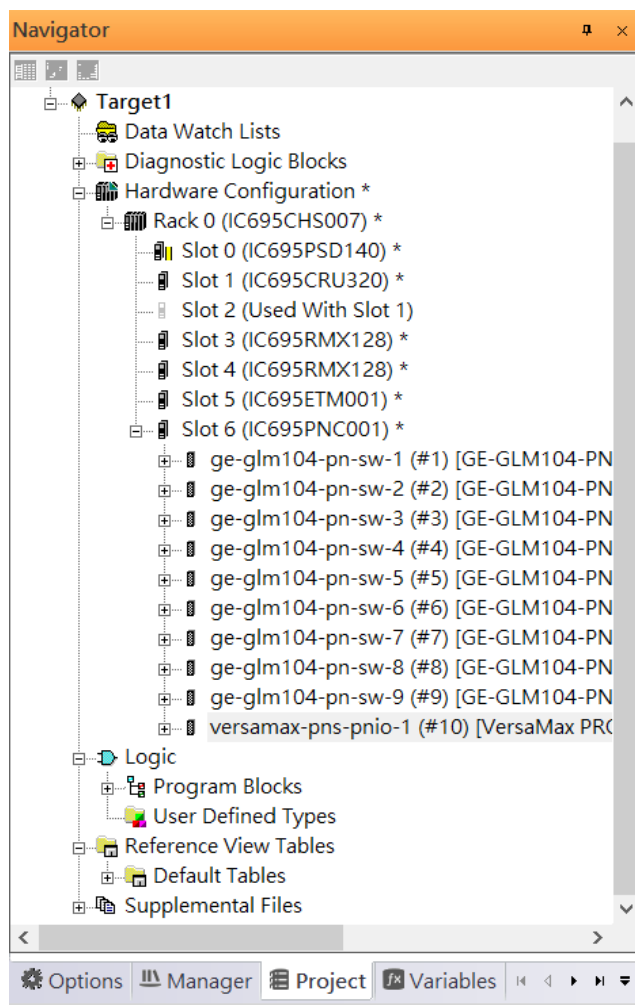 Navigator
Target1
Data Watch Lists
Diagnostic Logic Blocks
Hardware Configuration *
Rack 0 (IC695CHS007) *
Slot 0 (IC695PSD140) *
Slot 1 (IC695CRU320) *
Slot 2 (Used With Slot 1)
Slot 3 (IC695RMX128) *
Slot 4 (IC695RMX128) *
Slot 5 (IC695ETM001) *
Slot 6 (IC695PNC001) *
ge-glm104-pn-sw-1 (#1) [GE-GLM104-PN
ge-glm104-pn-sw-2 (#2) [GE-GLM104-PN
ge-glm104-pn-sw-3 (#3) [GE-GLM104-PN
ge-glm104-pn-sw-4 (#4) [GE-GLM104-PN
ge-glm104-pn-sw-5 (#5) [GE-GLM104-PN
ge-glm104-pn-sw-6 (#6) [GE-GLM104-PN
ge-glm104-pn-sw-7 (#7) [GE-GLM104-PN
ge-glm104-pn-sw-8 (#8) [GE-GLM104-PN
ge-glm104-pn-sw-9 (#9) [GE-GLM104-PN
versamax-pns-pnio-1 (#10) [VersaMax PRO
Logic
Program Blocks
User Defined Types
Reference View Tables
Default Tables
Supplemental Files
Options Manager Project Variables